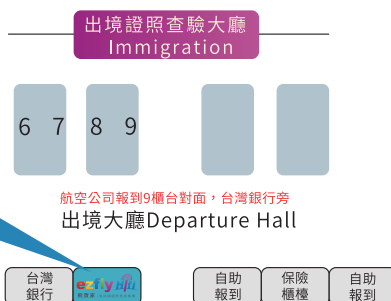 出境證照查驗大廳
Immigration
6 7 8 9
航空公司報到9櫃台對面，台灣銀行旁
出境大廳Departure Hall
台灣
銀行
ezfly
自助
報到
保險
櫃檯
自助
報到